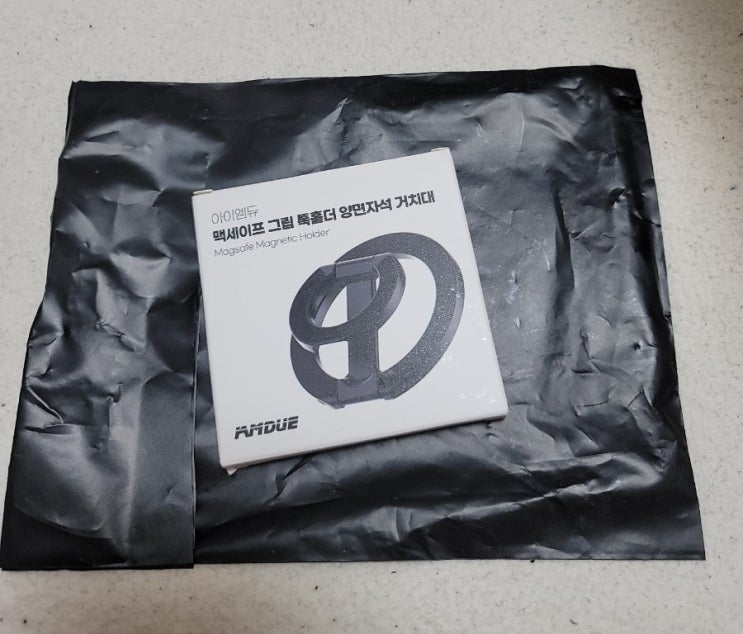 아이엠듀
맥세이프 그립 톡홀더 양면자석 거치대
Magsafe Magnetic Holder
IAMDUE